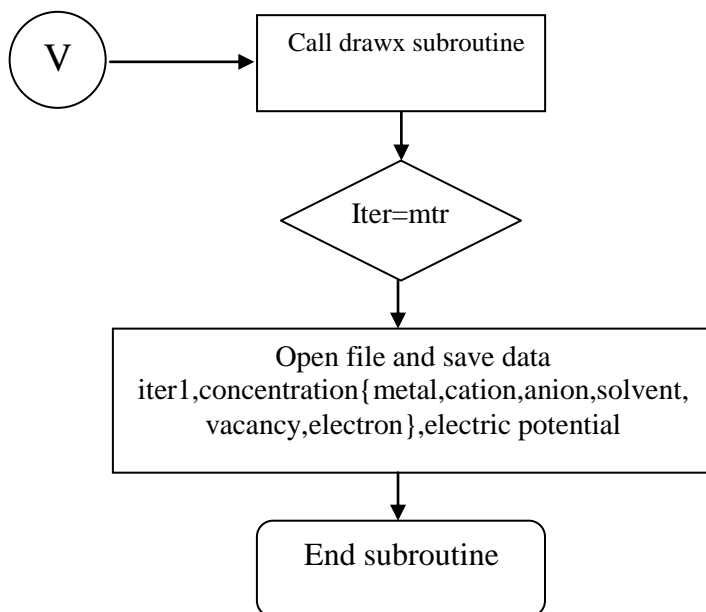 V
Call drawx subroutine
Iter=mtr
Open file and save data
iter1,concentration{metal,cation,anion,solvent,
vacancy,electron},electric potential
End subroutine